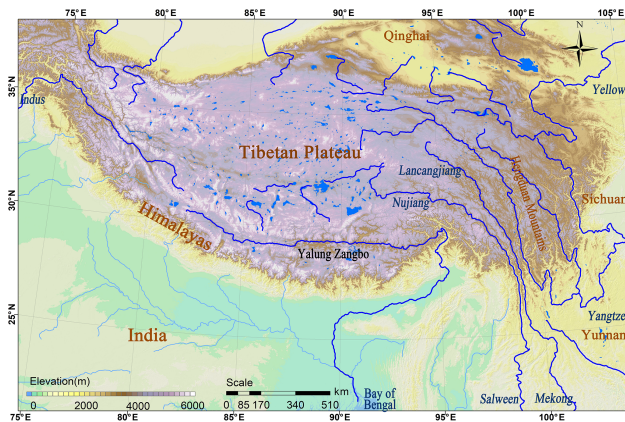 75°E 80°E 85°E 90°E 95°E 100°E 105°E
N
Qinghai
35°N
Indus
Yellow
Tibetan Plateau
Lancangjiang
Hengduan Mountains
Nujiang
Sichuan
30°N
Himalayas
Yalung Zangbo
25°N
India
Yangtze
Yunnan
Elevation(m)
0 2000 4000 6000
Scale
km
0 85 170 340 510
Bay of
Bengal
Salween
Mekong
75°E 80°E 85°E 90°E 95°E 100°E 105°E